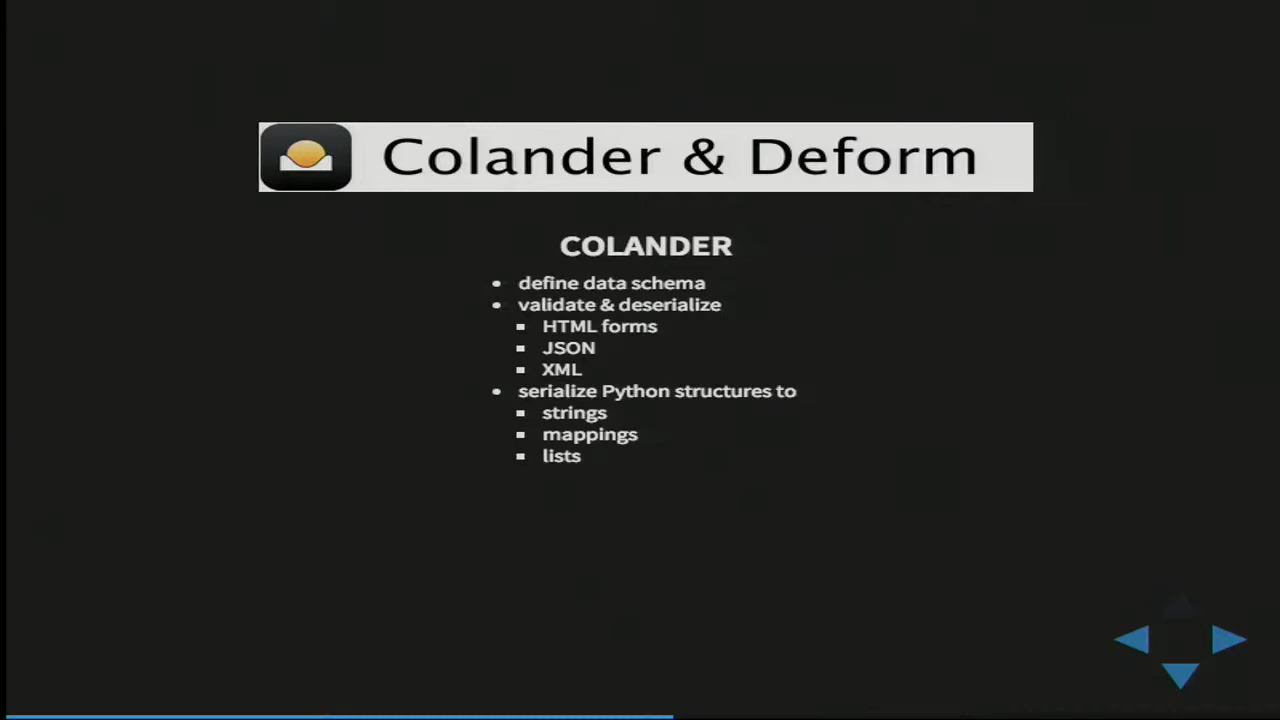 Colander & Deform
COLANDER
define data schema
validate & deserialize
HTML forms
JSON
XML
serialize Python structures to
strings
mappings
lists